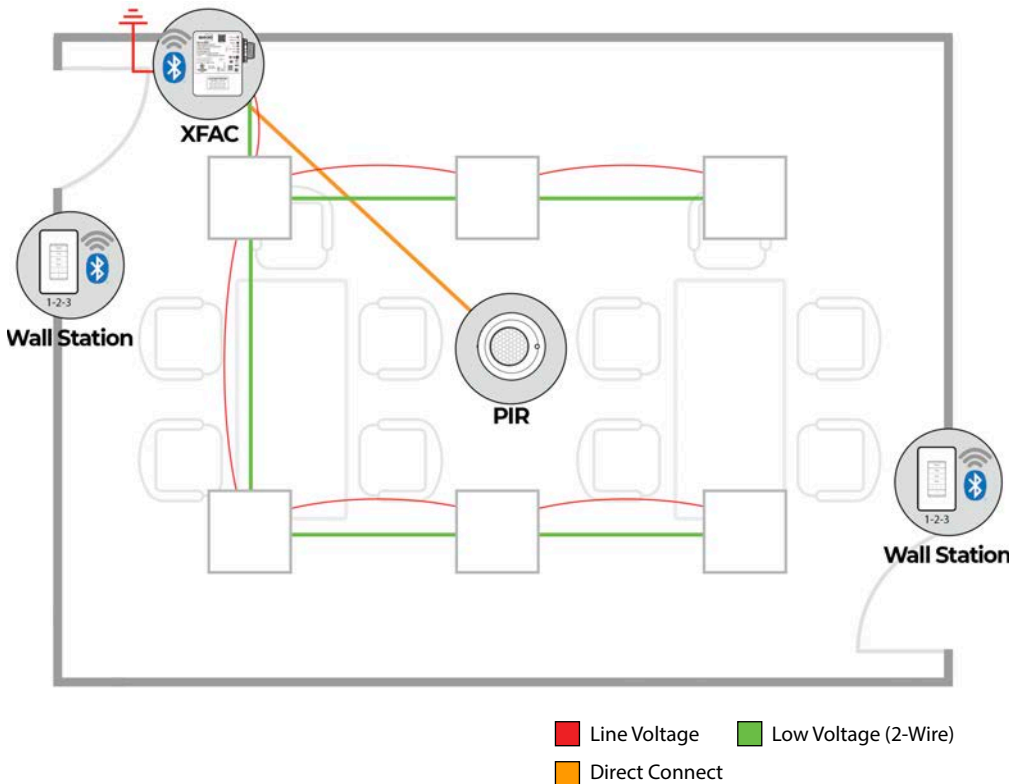 XFAC
1-2-3
Wall Station
PIR
1-2-3
Wall Station
Line Voltage
Low Voltage (2-Wire)
Direct Connect